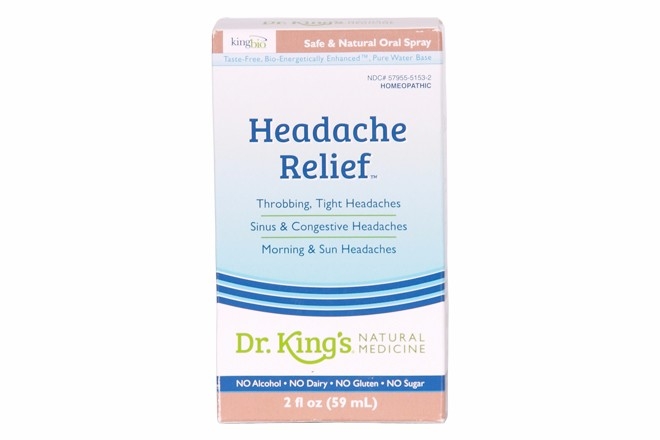 Dr. King's
kingbio
Safe & Natural Oral Spray
Taste-Free, Bio-Energetically Enhanced™, Pure Water Base
NDC# 57955-5153-2
HOMEOPATHIC
Headache
Relief™
Throbbing, Tight Headaches
Sinus & Congestive Headaches
Morning & Sun Headaches
Dr. King's NATURAL
MEDICINE
NO Alcohol • NO Dairy • NO Gluten • NO Sugar
2 fl oz (59 mL)